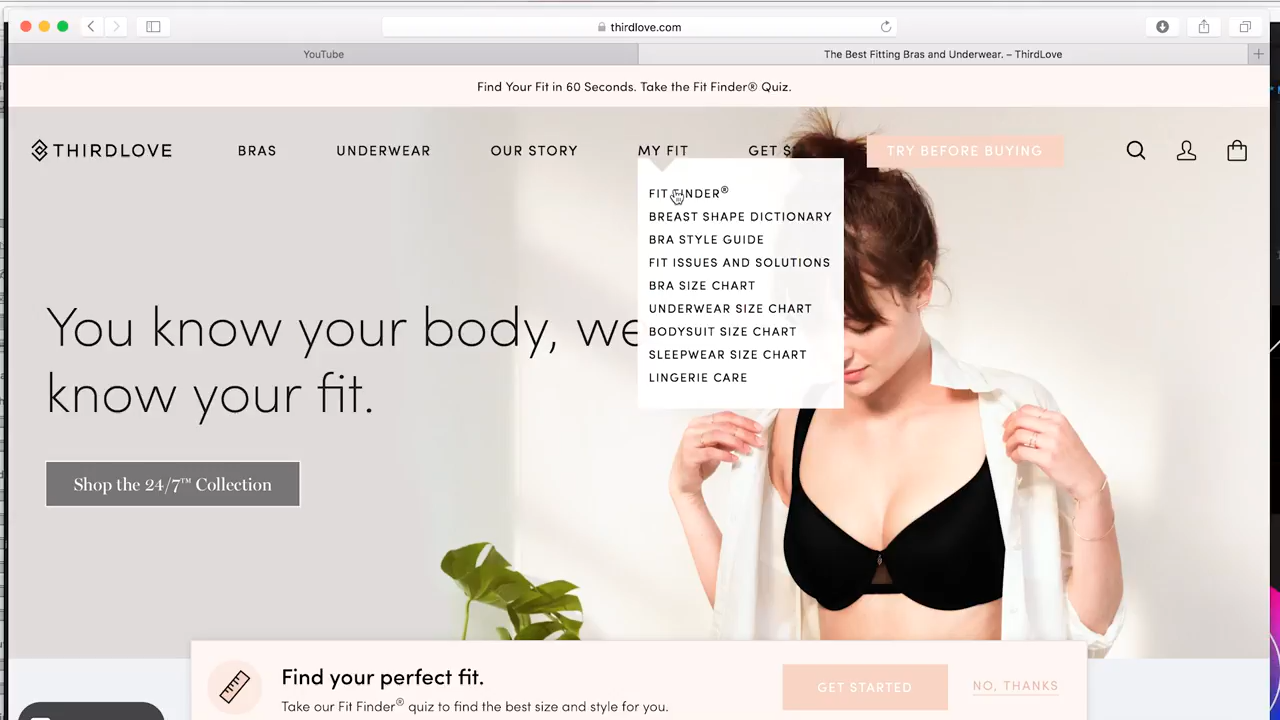 thirdlove.com
YouTube
The Best Fitting Bras and Underwear. – ThirdLove
Find Your Fit in 60 Seconds. Take the Fit Finder® Quiz.
THIRDLOVE
BRAS
UNDERWEAR
OUR STORY
MY FIT
GET $
TRY BEFORE BUYING
FIT FINDER®
BREAST SHAPE DICTIONARY
BRA STYLE GUIDE
FIT ISSUES AND SOLUTIONS
BRA SIZE CHART
UNDERWEAR SIZE CHART
BODYSUIT SIZE CHART
SLEEPWEAR SIZE CHART
LINGERIE CARE
You know your body, we
know your fit.
Shop the 24/7™ Collection
Find your perfect fit.
Take our Fit Finder® quiz to find the best size and style for you.
GET STARTED
NO, THANKS